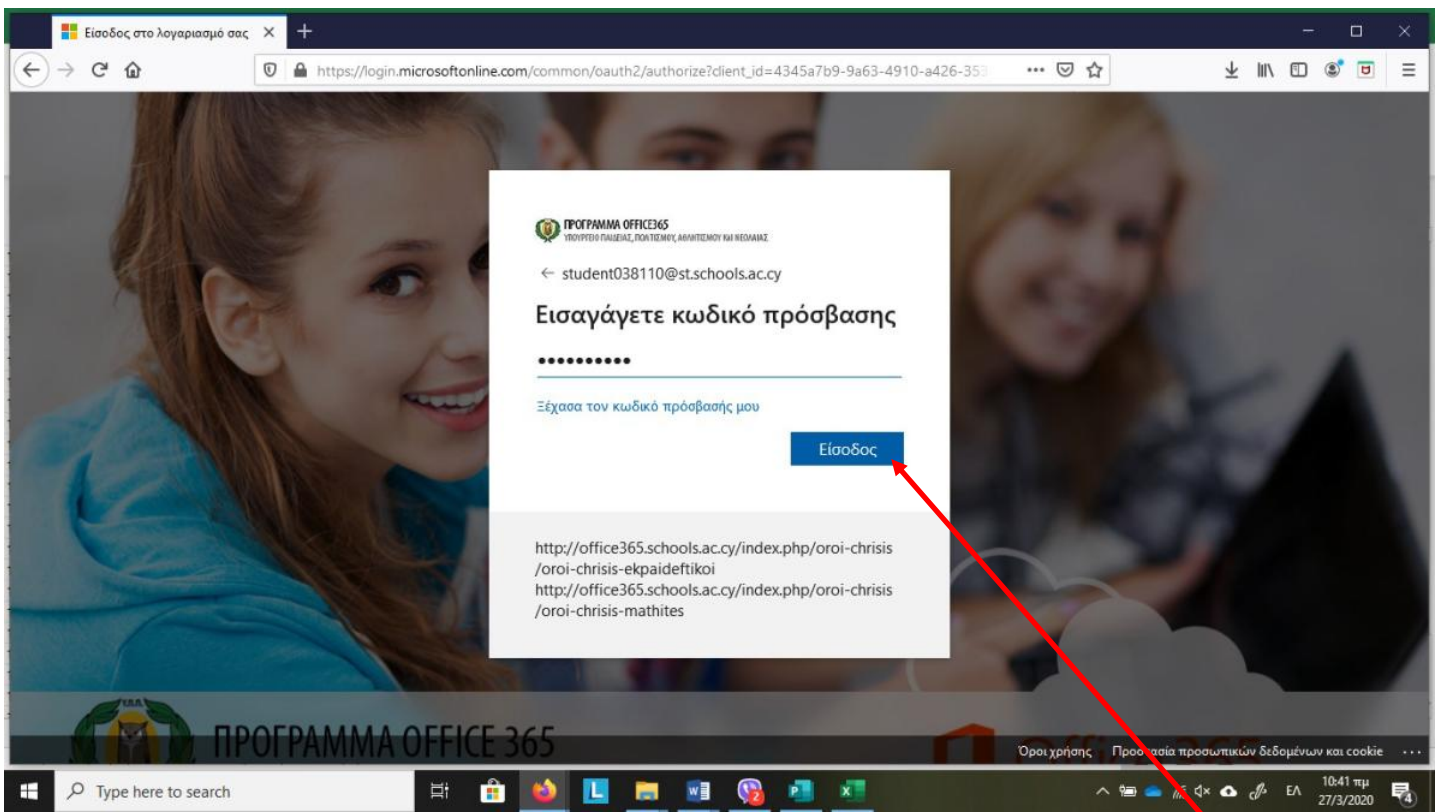 Είσοδος στο λογαριασμό σας
https://login.microsoftonline.com/common/oauth2/authorize?client_id=4345a7b9-9a63-4910-a426-353
ΠΡΟΓΡΑΜΜΑ OFFICE365
ΥΠΟΥΡΓΕΙΟ ΠΑΙΔΕΙΑΣ, ΠΟΛΙΤΙΣΜΟΥ, ΑΘΛΗΤΙΣΜΟΥ ΚΑΙ ΝΕΟΛΑΙΑΣ
← student038110@st.schools.ac.cy
Εισαγάγετε κωδικό πρόσβασης
••••••••••
Ξέχασα τον κωδικό πρόσβασής μου
Είσοδος
http://office365.schools.ac.cy/index.php/oroi-chrisis
/oroi-chrisis-ekpaideftikoi
http://office365.schools.ac.cy/index.php/oroi-chrisis
/oroi-chrisis-mathites
Υ.Π.Π.
ΠΡΟΓΡΑΜΜΑ OFFICE 365
Office 365
Όροι χρήσης Προστασία προσωπικών δεδομένων και cookie ...
Type here to search
ΕΛ
10:41 πμ
27/3/2020
4